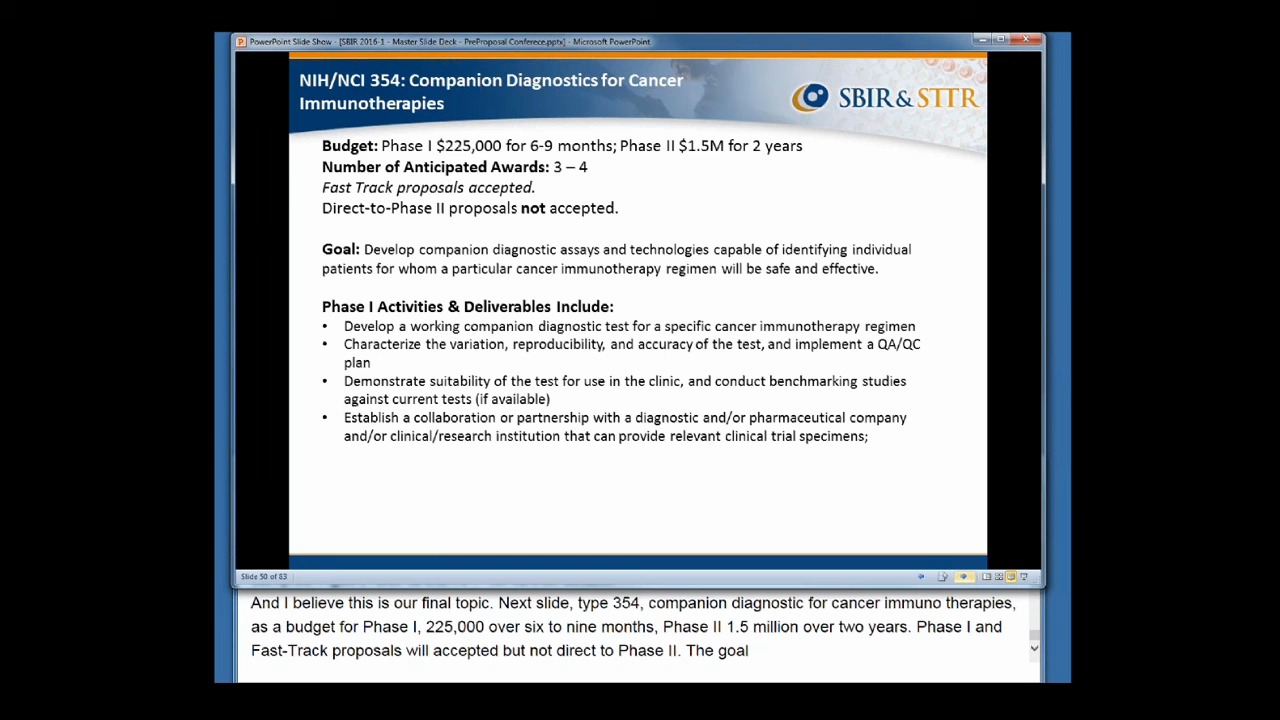 PowerPoint Slide Show - [SBIR 2016-1 - Master Slide Deck - PreProposal Conferece.pptx] - Microsoft PowerPoint
NIH/NCI 354: Companion Diagnostics for Cancer
Immunotherapies
SBIR & STTR
Budget: Phase I $225,000 for 6-9 months; Phase II $1.5M for 2 years
Number of Anticipated Awards: 3 – 4
Fast Track proposals accepted.
Direct-to-Phase II proposals not accepted.
Goal: Develop companion diagnostic assays and technologies capable of identifying individual
patients for whom a particular cancer immunotherapy regimen will be safe and effective.
Phase I Activities & Deliverables Include:
• Develop a working companion diagnostic test for a specific cancer immunotherapy regimen
• Characterize the variation, reproducibility, and accuracy of the test, and implement a QA/QC
plan
• Demonstrate suitability of the test for use in the clinic, and conduct benchmarking studies
against current tests (if available)
• Establish a collaboration or partnership with a diagnostic and/or pharmaceutical company
and/or clinical/research institution that can provide relevant clinical trial specimens;
Slide 50 of 83
And I believe this is our final topic. Next slide, type 354, companion diagnostic for cancer immuno therapies,
as a budget for Phase I, 225,000 over six to nine months, Phase II 1.5 million over two years. Phase I and
Fast-Track proposals will accepted but not direct to Phase II. The goal